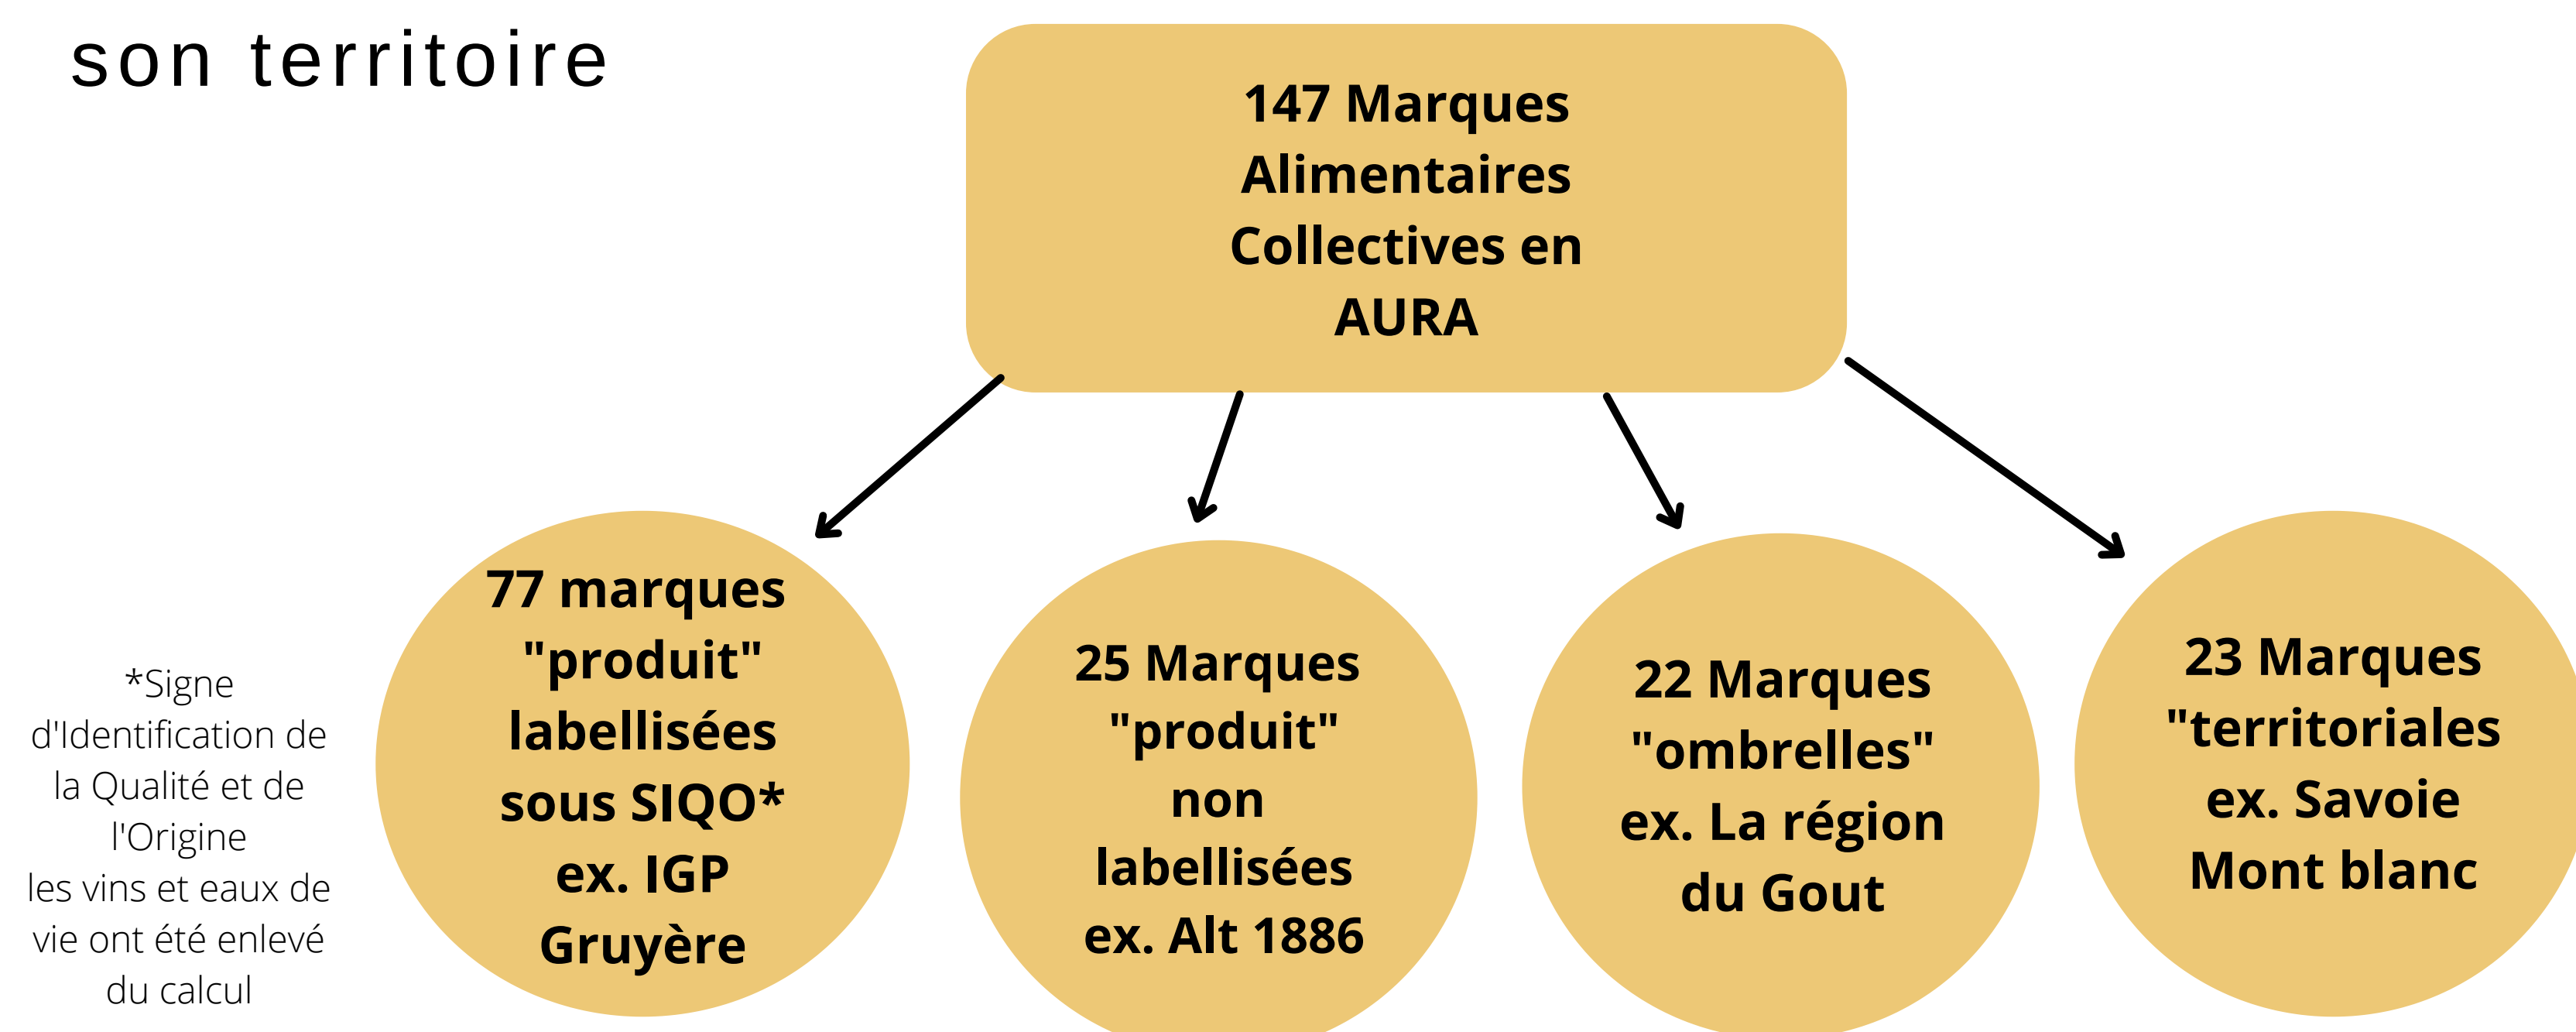 son territoire
147 Marques
Alimentaires
Collectives en
AURA
77 marques
"produit"
labellisées
sous SIQO*
ex. IGP
Gruyère
25 Marques
"produit"
non
labellisées
ex. Alt 1886
22 Marques
"ombrelles"
ex. La région
du Gout
23 Marques
"territoriales
ex. Savoie
Mont blanc
*Signe
d'Identification de
la Qualité et de
l'Origine
les vins et eaux de
vie ont été enlevé
du calcul